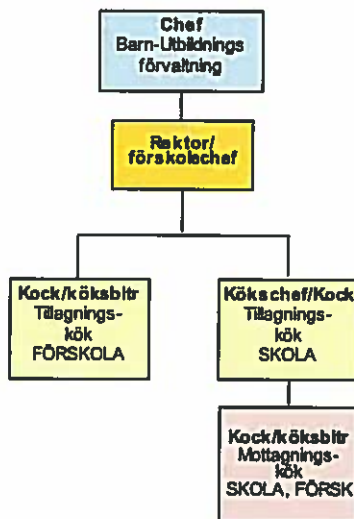 Chef
Barn-Utbildnings
förvaltning
Rektor/
förskolechef
Kock/köksbitr
Tillagnings-
kök
FÖRSKOLA
Kökschef/Kock
Tillagnings-
kök
SKOLA
Kock/köksbitr
Mottagnings-
kök
SKOLA, FÖRSK